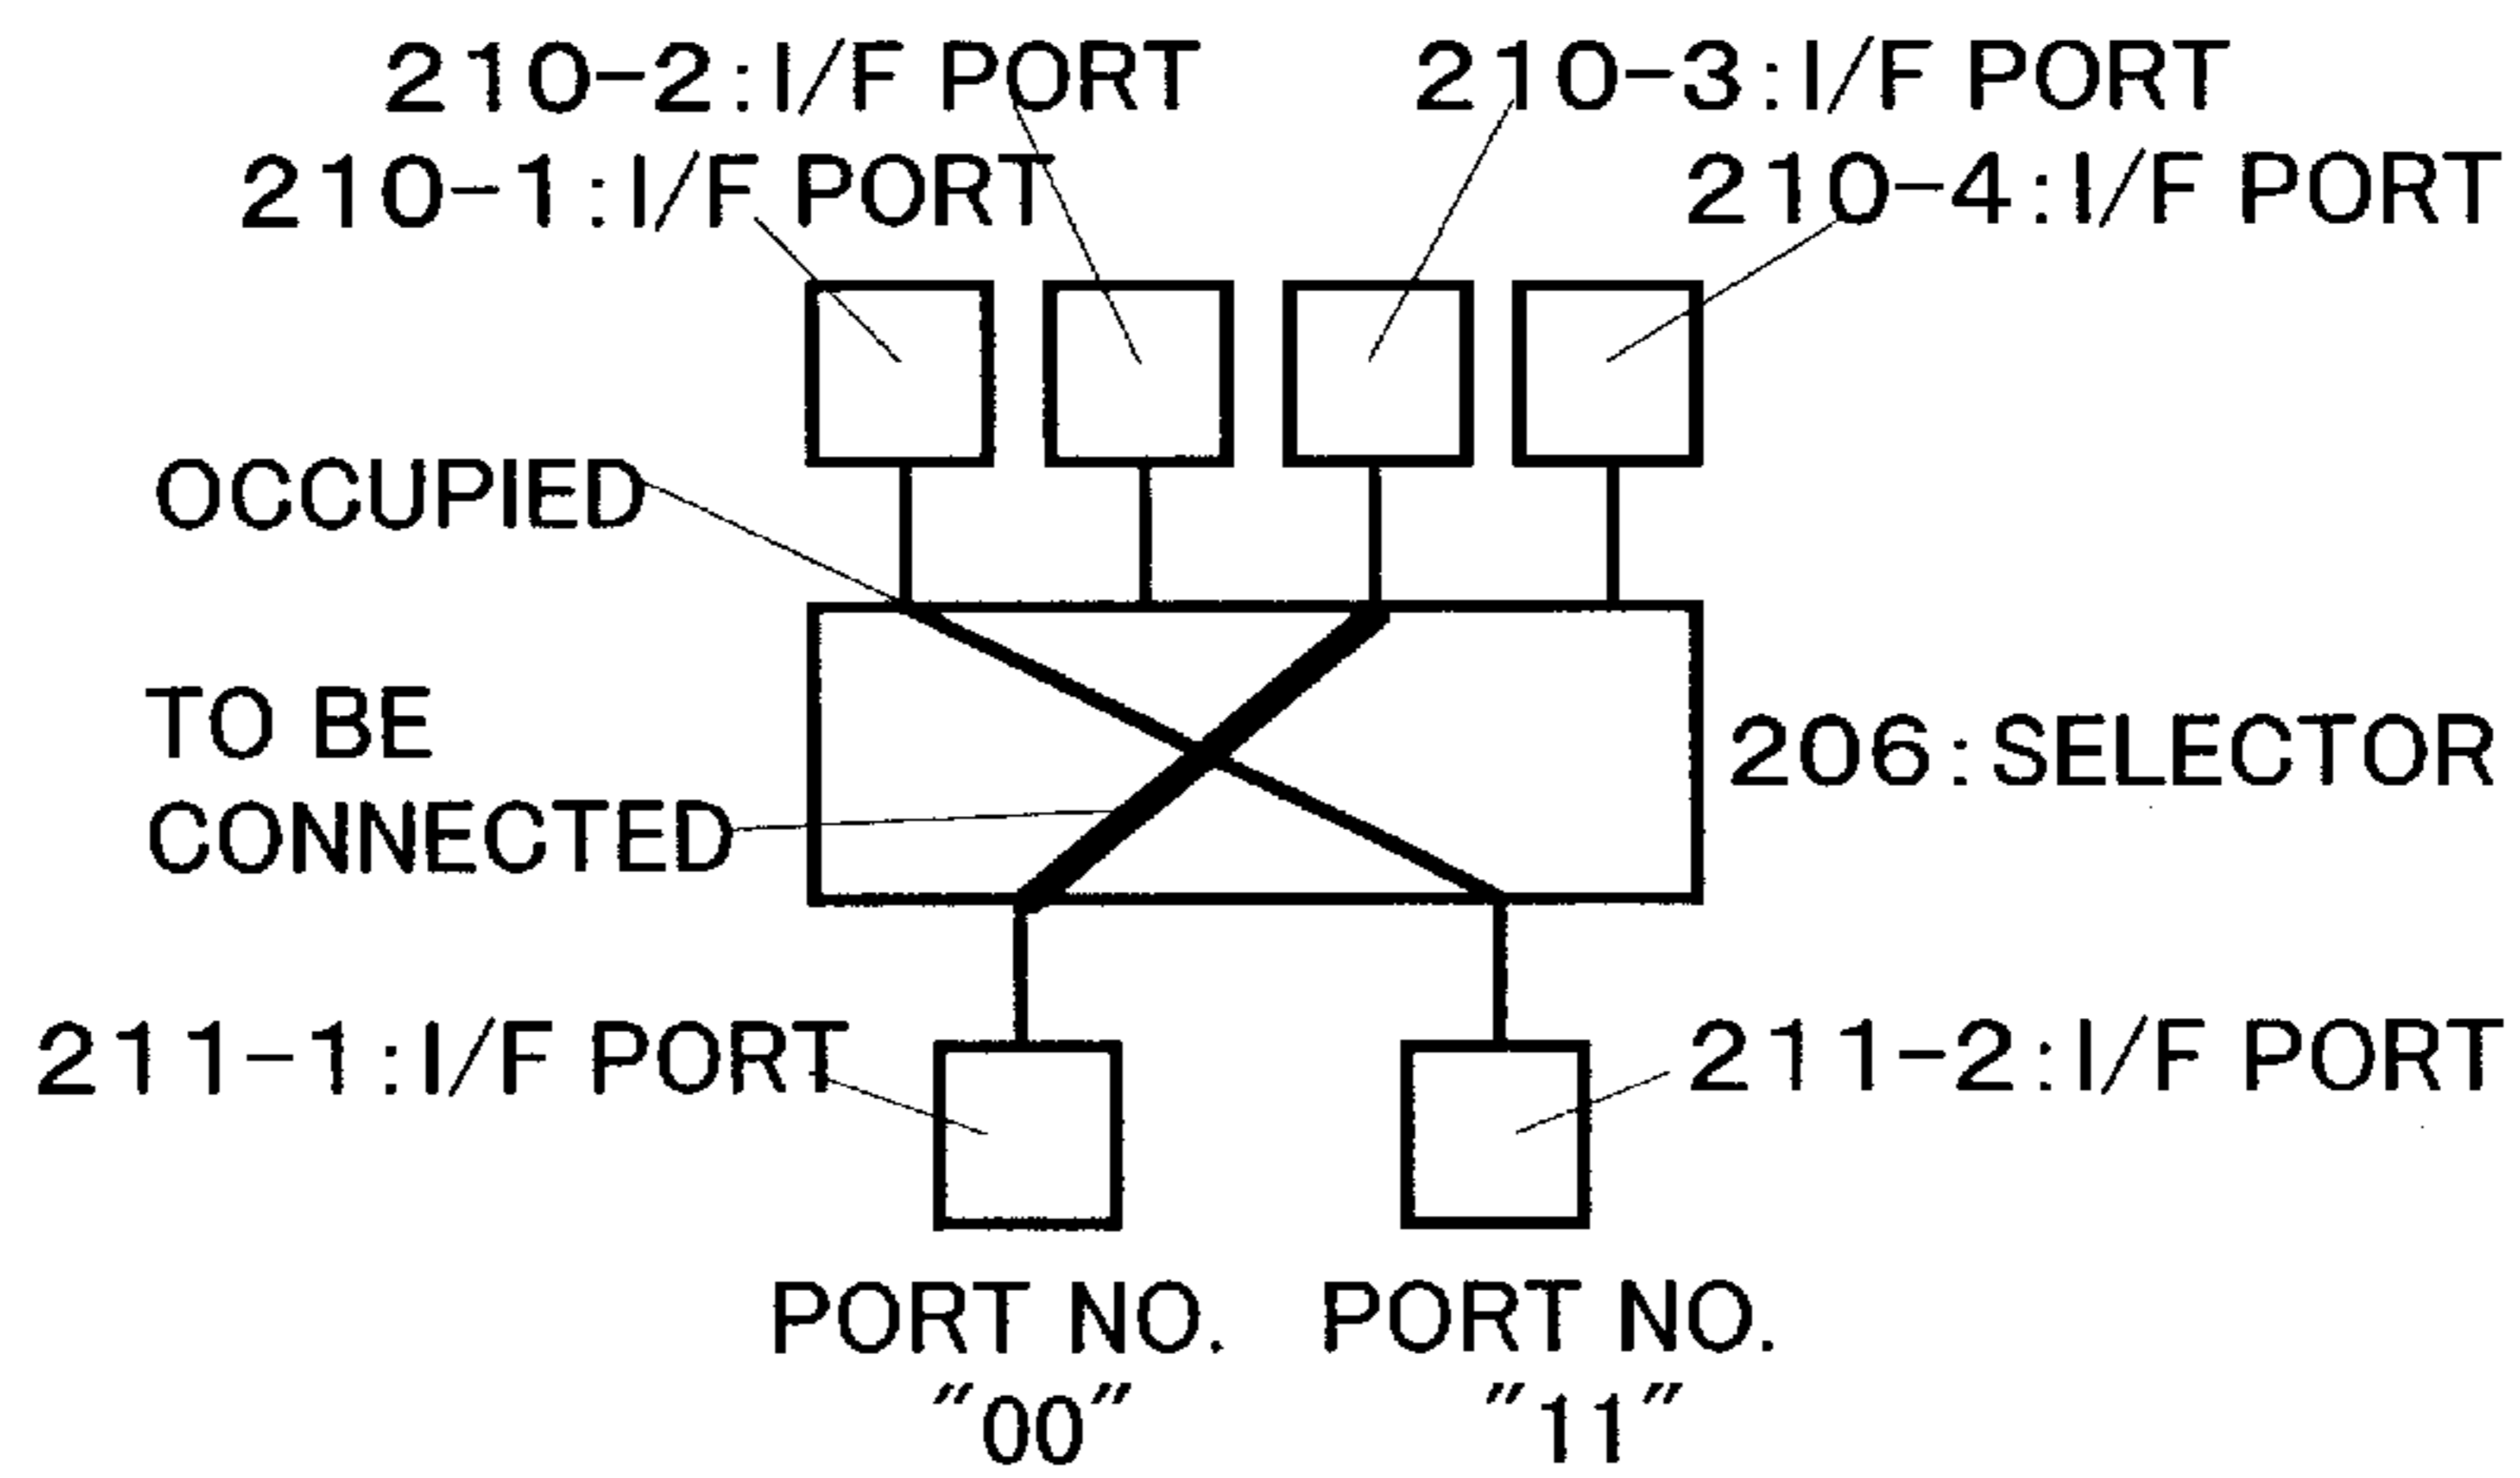 210-2:I/F PORT
210-3:I/F PORT
210-1:I/F PORT
210-4:I/F PORT
OCCUPIED
TO BE
CONNECTED
206:SELECTOR
211-1:I/F PORT
211-2:I/F PORT
PORT NO.
"00"
PORT NO.
"11"